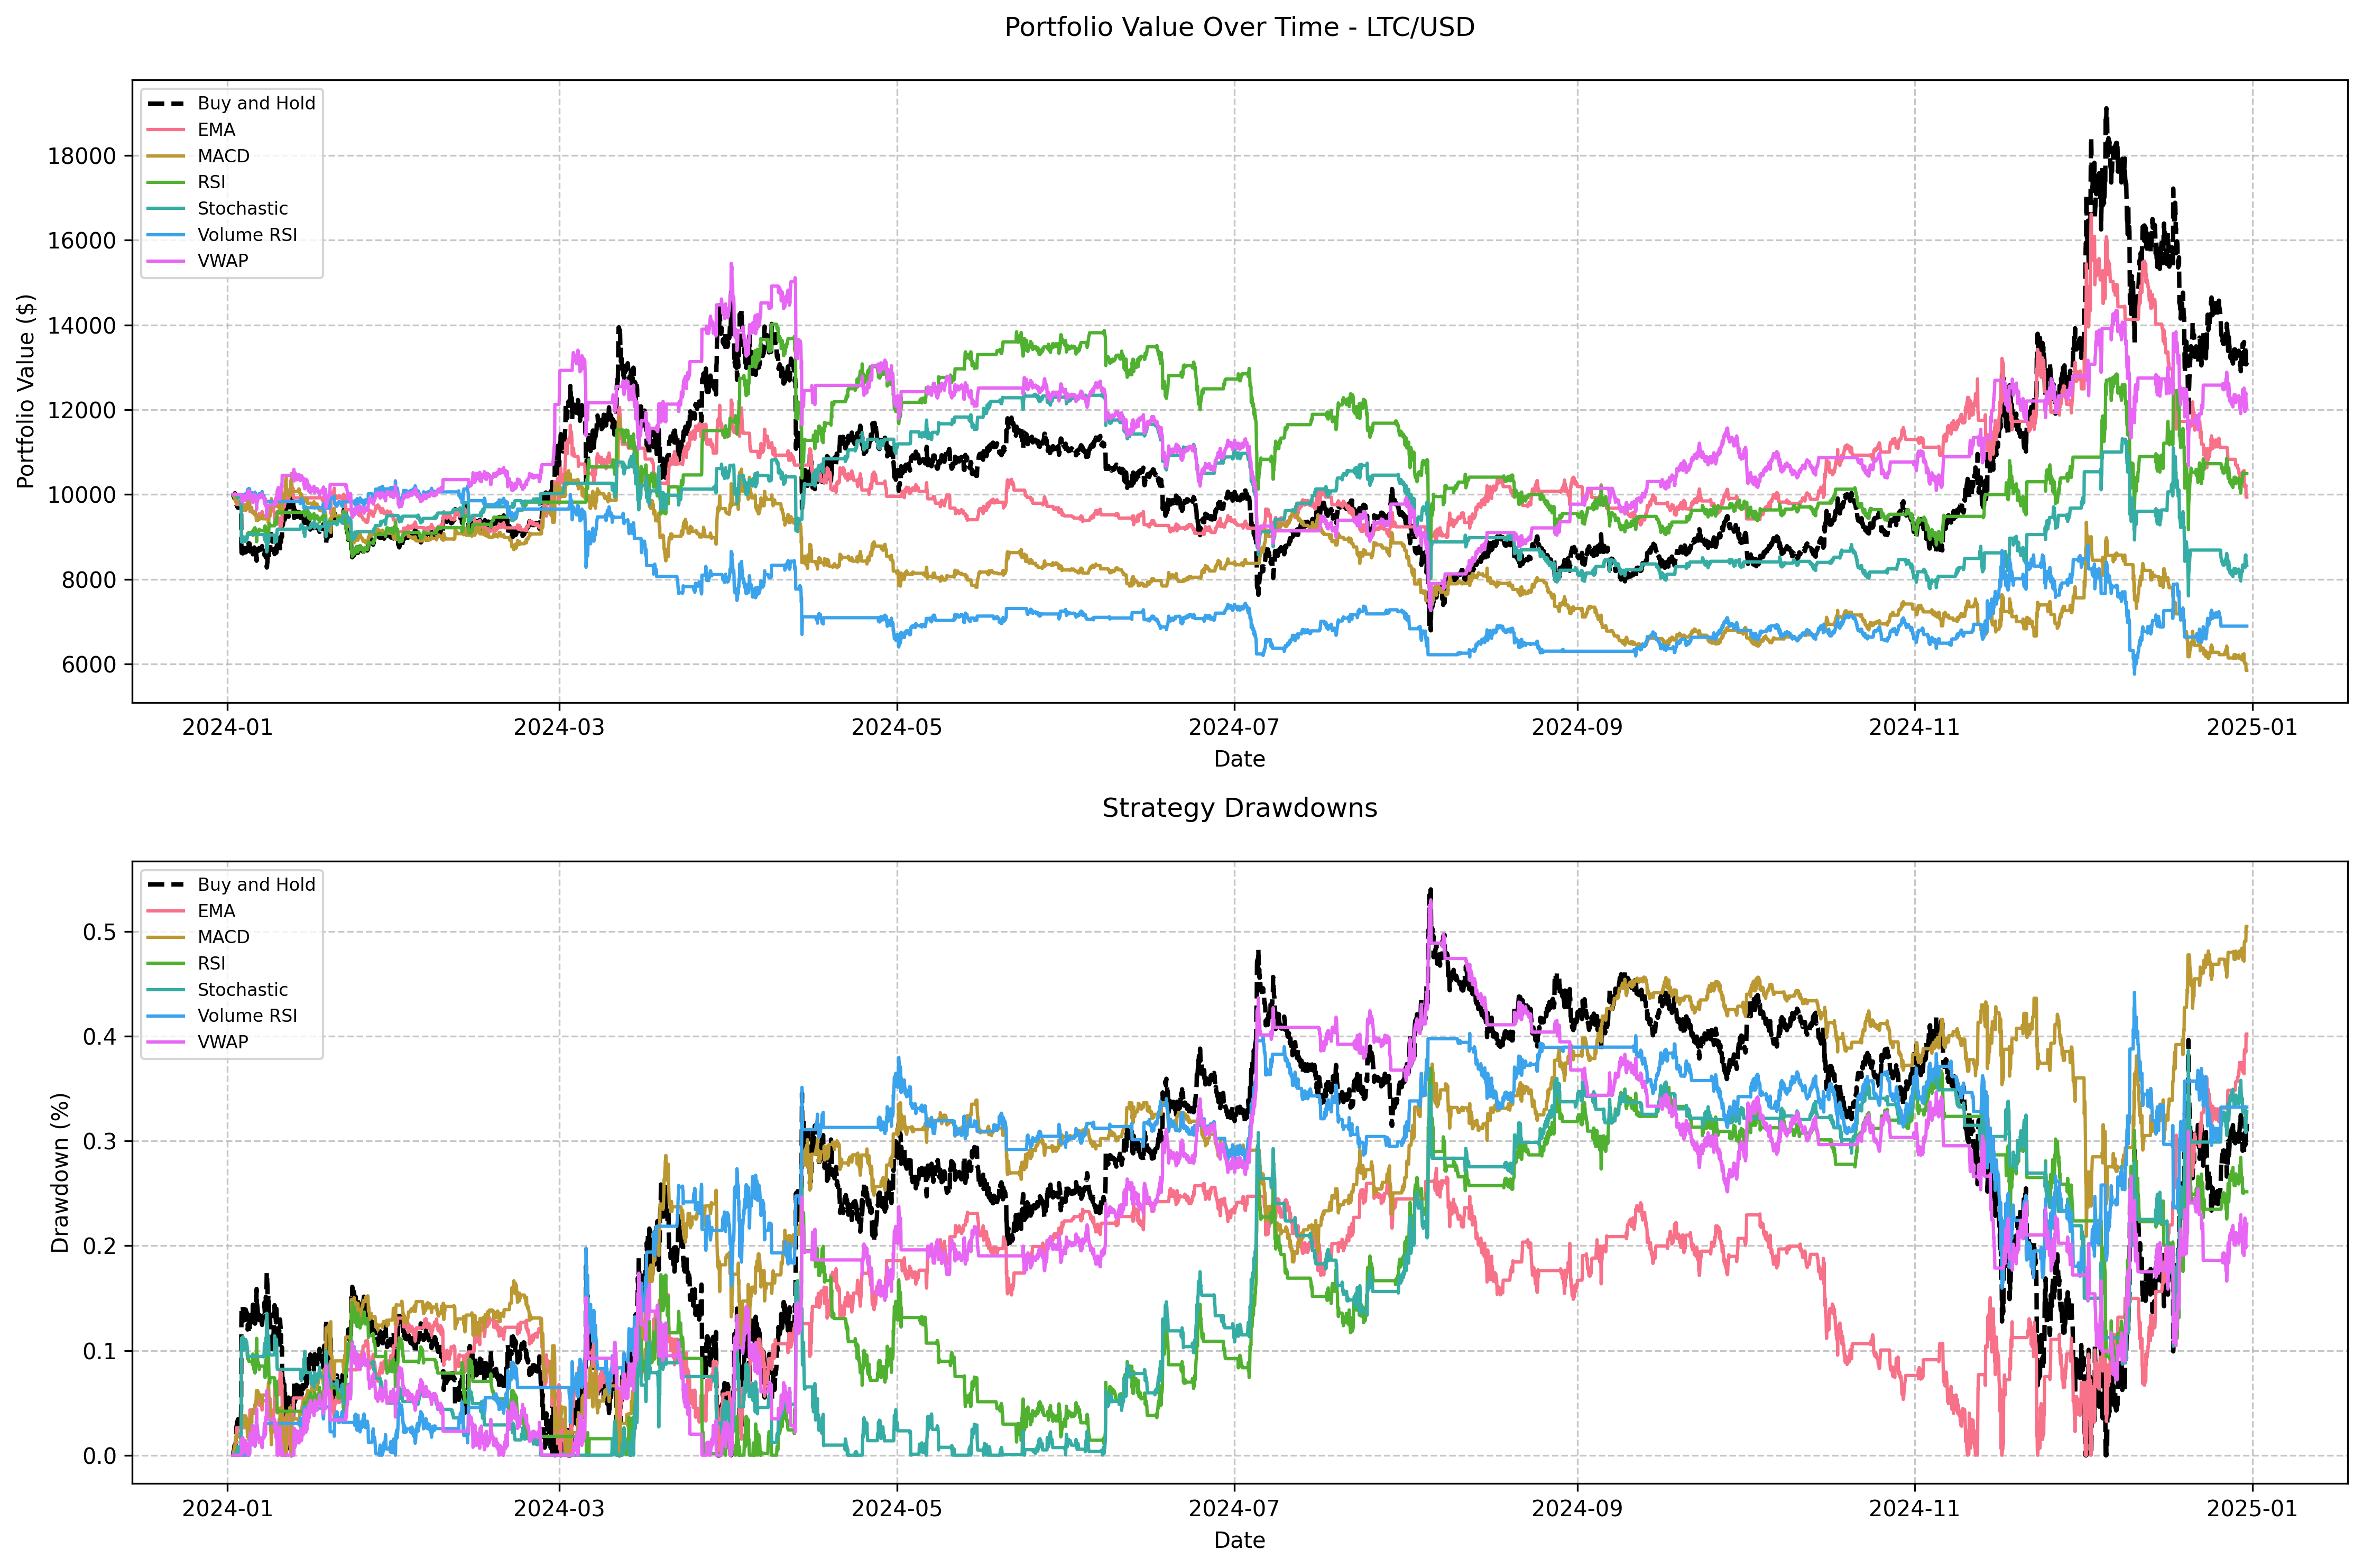 Portfolio Value Over Time - LTC/USD
Portfolio Value ($)
18000
16000
14000
12000
10000
8000
6000
Buy and Hold
EMA
MACD
RSI
Stochastic
Volume RSI
VWAP
2024-01
2024-03
2024-05
2024-07
2024-09
2024-11
2025-01
Date
Strategy Drawdowns
Drawdown (%)
0.5
0.4
0.3
0.2
0.1
0.0
Buy and Hold
EMA
MACD
RSI
Stochastic
Volume RSI
VWAP
2024-01
2024-03
2024-05
2024-07
2024-09
2024-11
2025-01
Date